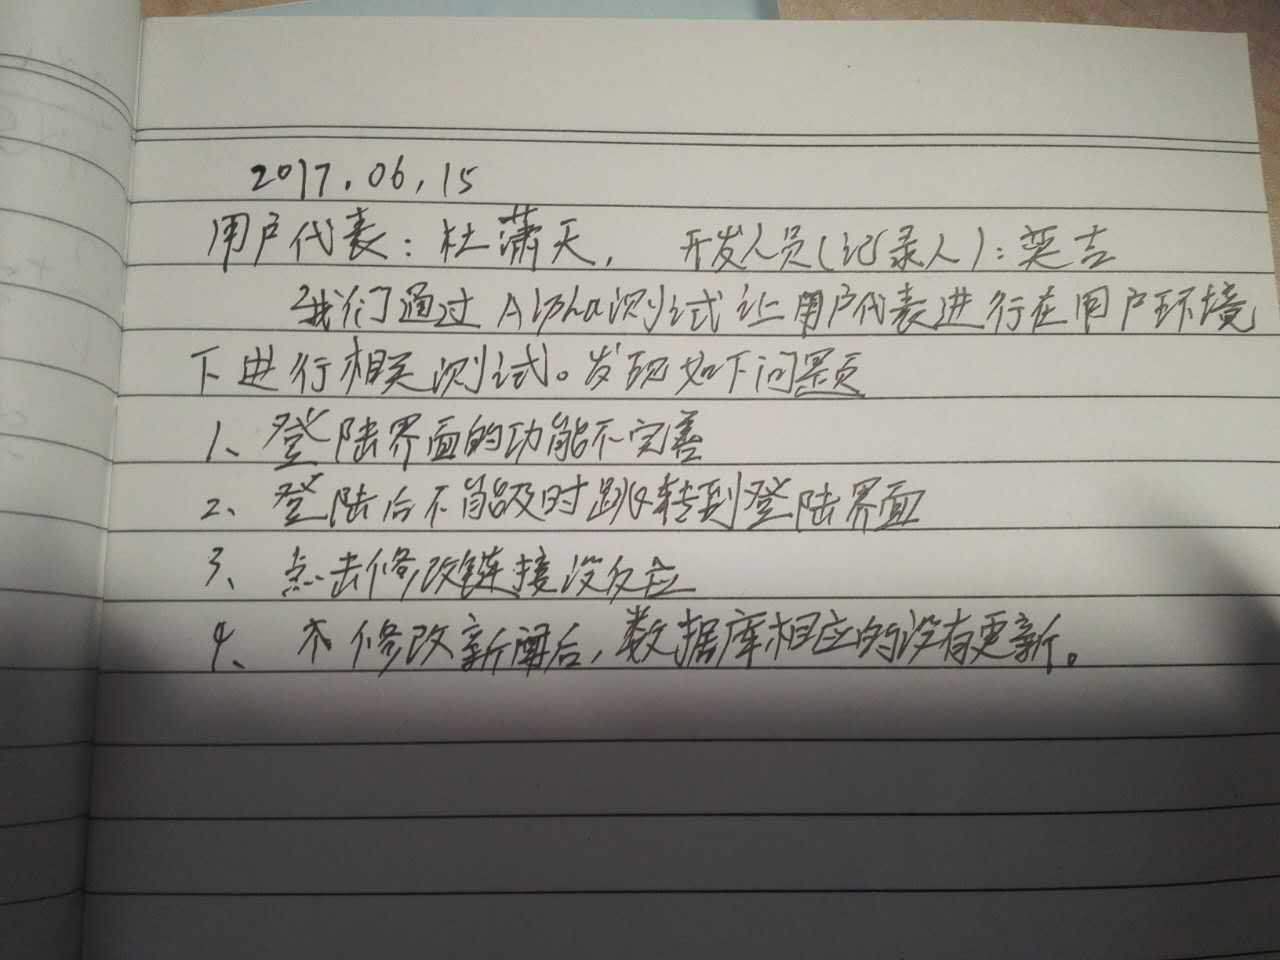 2017.06.15
用户代表：杜潇天， 开发人员(记录人)：英吉
我们通过Alpha测试让用户代表进行在用户环境
下进行相关测试。发现如下问题
1、登陆界面的功能不完善
2、登陆后不能及时跳转到登陆界面
3、点击修改链接没反应
4、修改新闻后，数据库相应的没有更新。